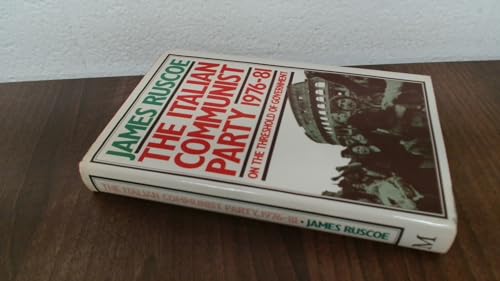 JAMES RUSCOE
THE ITALIAN
COMMUNIST
PARTY 1976-81
ON THE THRESHOLD OF GOVERNMENT
THE ITALIAN COMMUNIST PARTY, 1976-81 • JAMES RUSCOE M